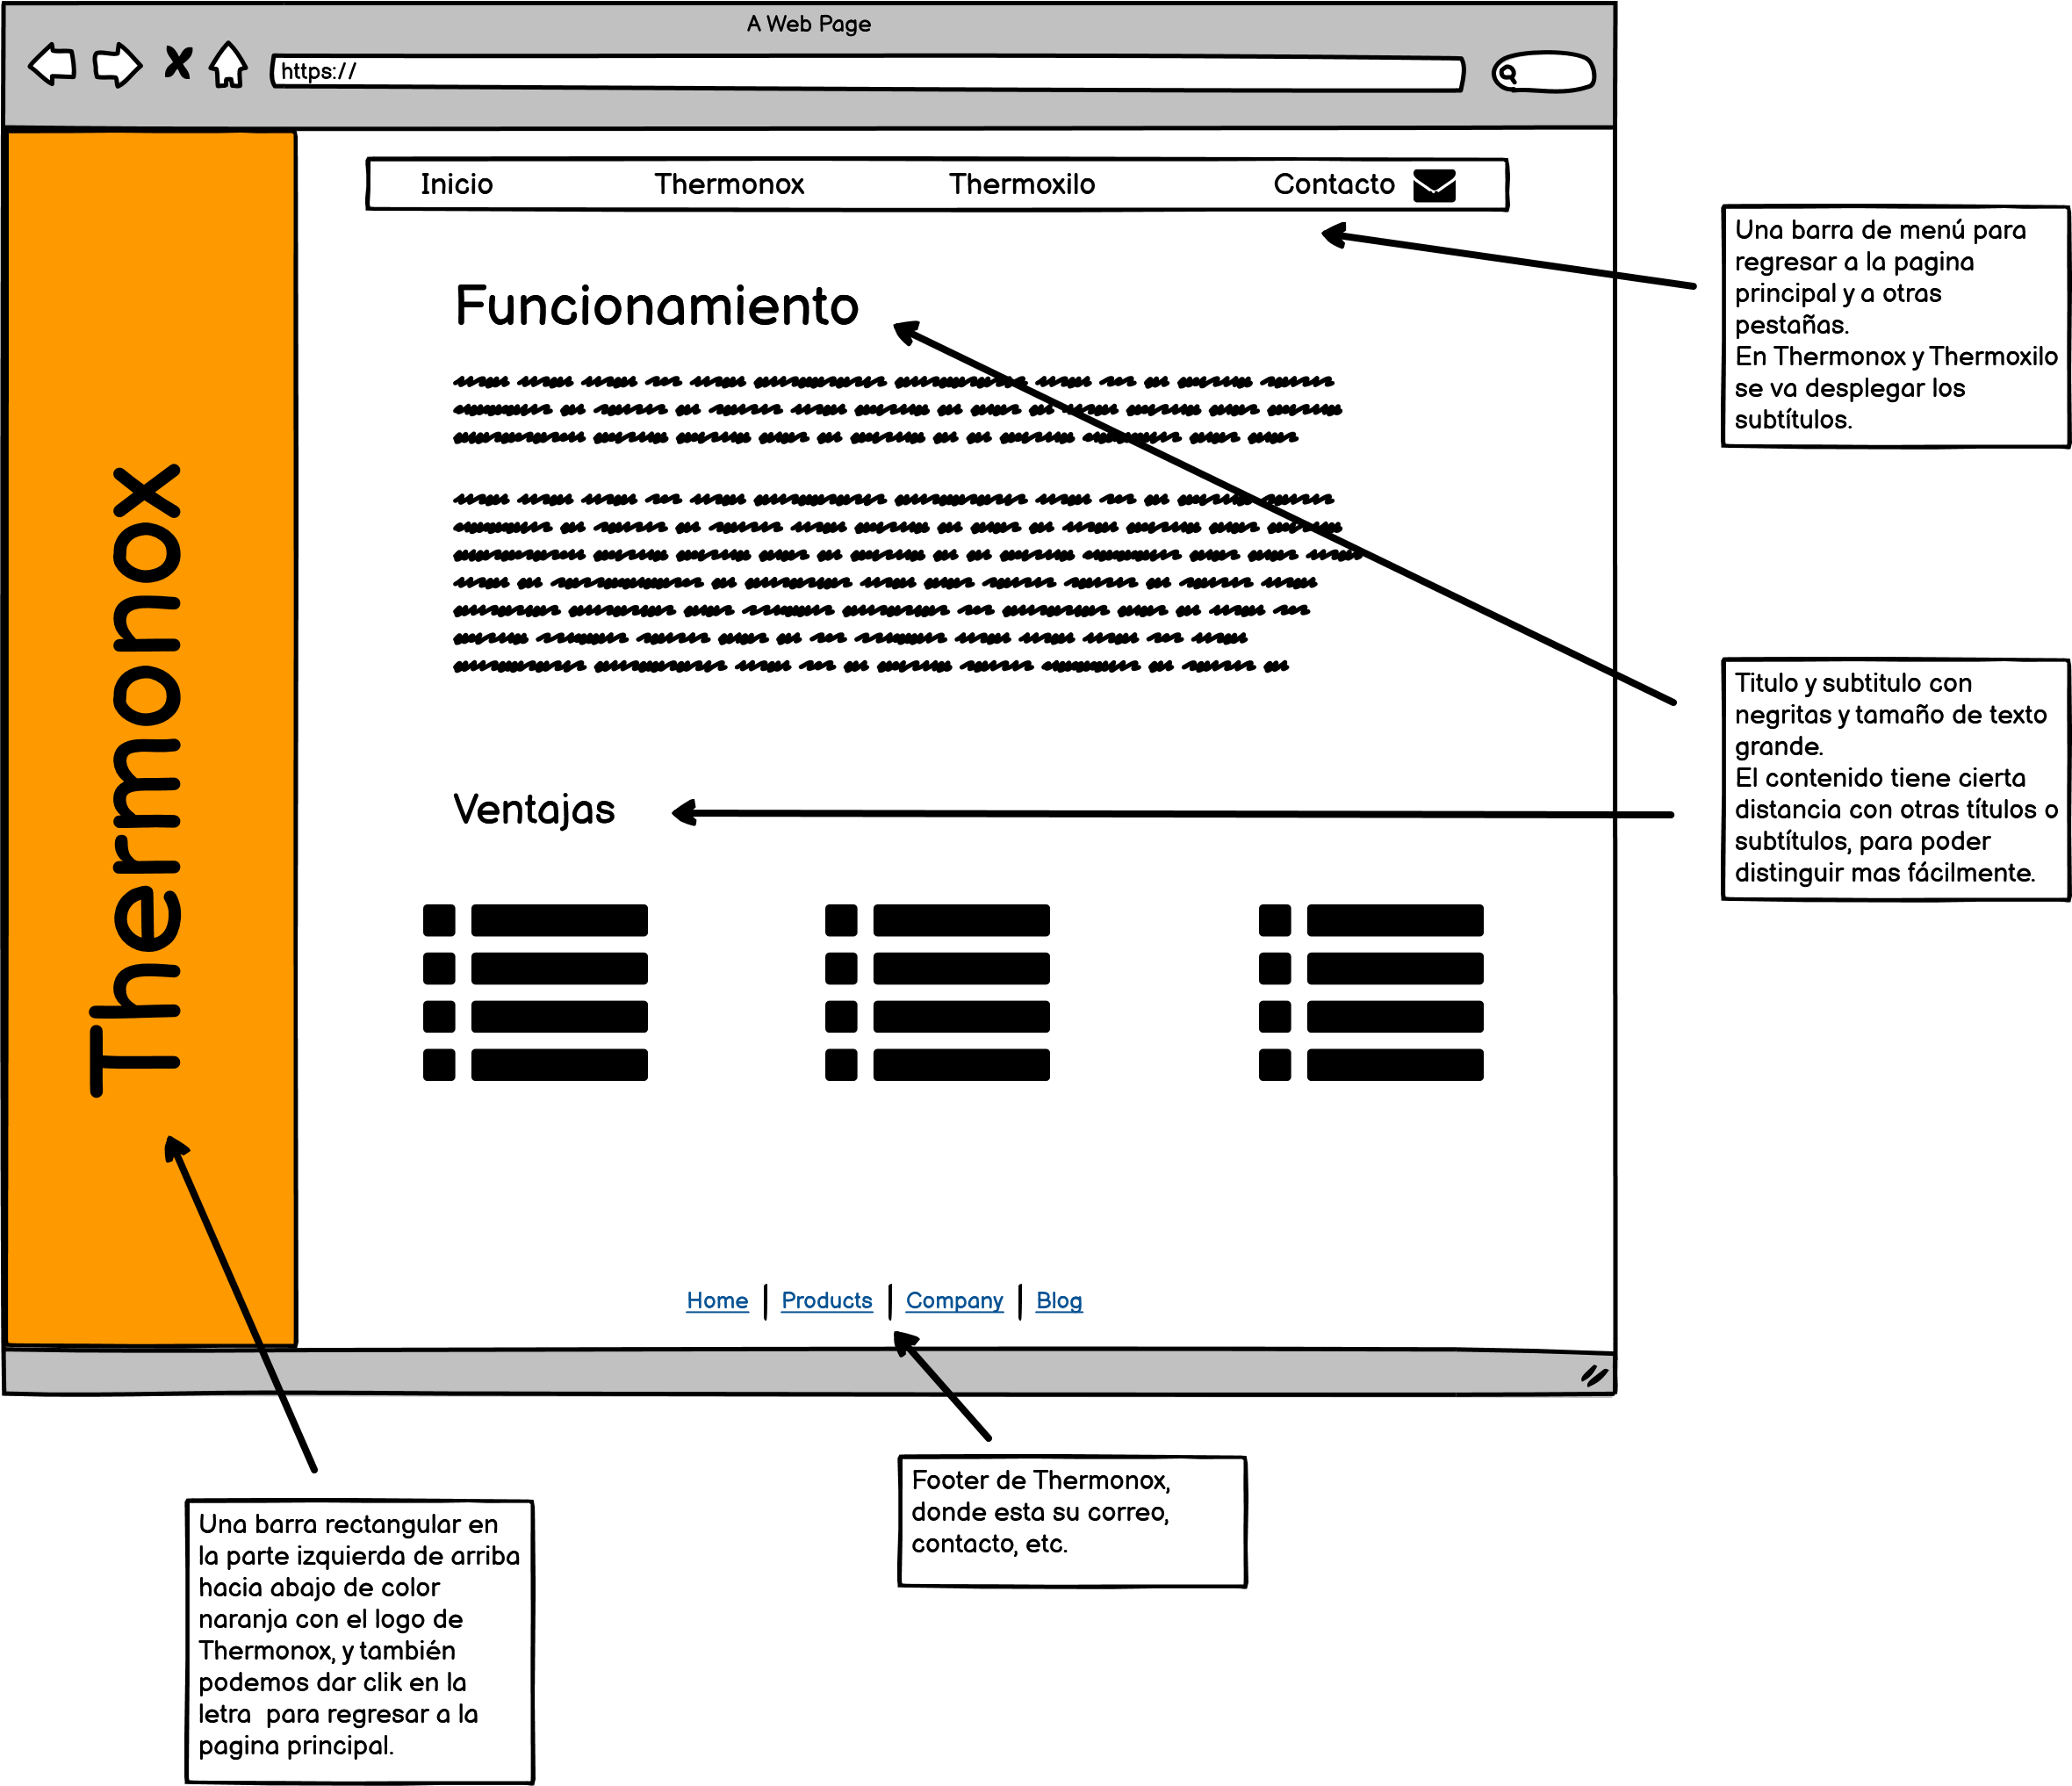 A Web Page
https://
Inicio
Thermonox
Thermoxilo
Contacto
Thermonox
Funcionamiento
Ventajas
Home
Products
Company
Blog
Una barra de menú para
regresar a la pagina
principal y a otras
pestañas.
En Thermonox y Thermoxilo
se va desplegar los
subtítulos.
Titulo y subtitulo con
negritas y tamaño de texto
grande.
El contenido tiene cierta
distancia con otras títulos o
subtítulos, para poder
distinguir mas fácilmente.
Footer de Thermonox,
donde esta su correo,
contacto, etc.
Una barra rectangular en
la parte izquierda de arriba
hacia abajo de color
naranja con el logo de
Thermonox, y también
podemos dar clik en la
letra  para regresar a la
pagina principal.